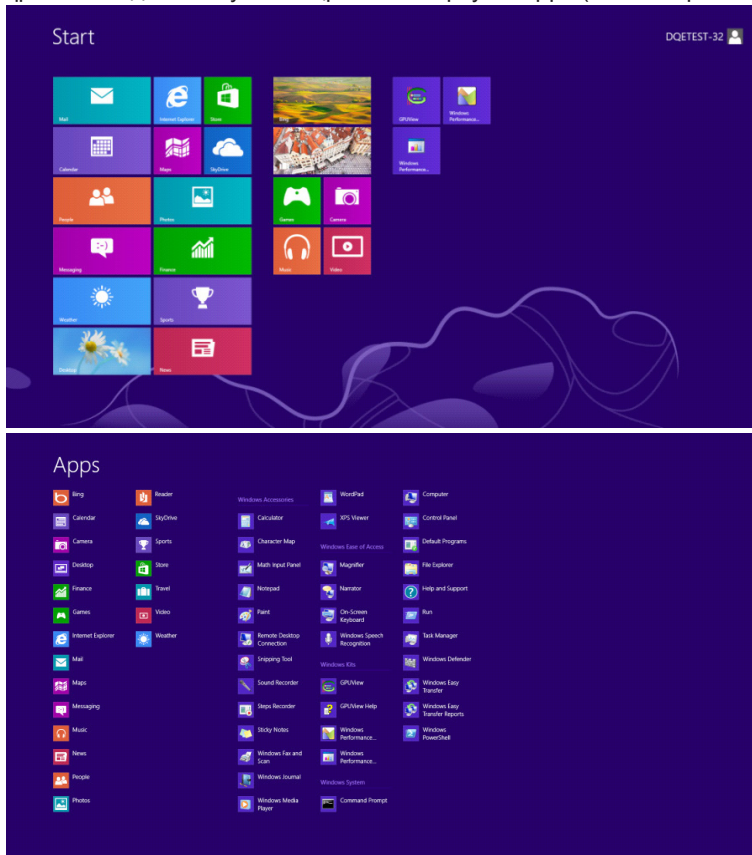 Start
DQETEST-32
Mail
Internet Explorer
Store
Bing
GPUView
Windows
Performance...
Calendar
Maps
SkyDrive
Windows
Performance...
People
Photos
Games
Camera
Messaging
Finance
Music
Video
Weather
Sports
Desktop
News
Apps
Bing
Calendar
Camera
Desktop
Finance
Games
Internet Explorer
Mail
Maps
Messaging
Music
News
People
Photos
Reader
SkyDrive
Sports
Store
Travel
Video
Weather
Windows Accessories
Calculator
Character Map
Math Input Panel
Notepad
Paint
Remote Desktop
Connection
Snipping Tool
Sound Recorder
Steps Recorder
Sticky Notes
Windows Fax and
Scan
Windows Journal
Windows Media
Player
WordPad
XPS Viewer
Windows Ease of Access
Magnifier
Narrator
On-Screen
Keyboard
Windows Speech
Recognition
Windows Kits
GPUView
GPUView Help
Windows
Performance...
Windows
Performance...
Windows System
Command Prompt
Computer
Control Panel
Default Programs
File Explorer
Help and Support
Run
Task Manager
Windows Defender
Windows Easy
Transfer
Windows Easy
Transfer Reports
Windows
PowerShell